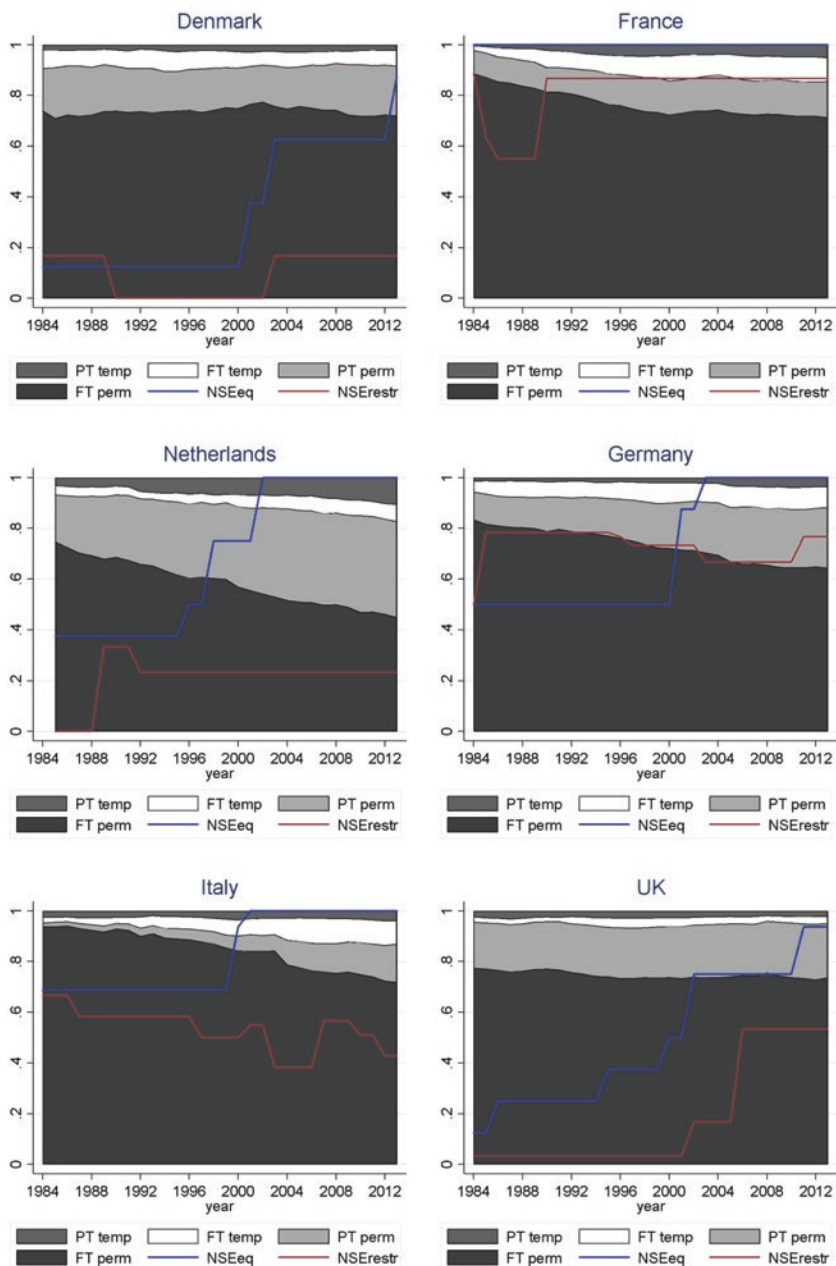 Denmark
France
1
.8
.6
.4
.2
0
1984 1988 1992 1996 2000 2004 2008 2012
year
1
.8
.6
.4
.2
0
1984 1988 1992 1996 2000 2004 2008 2012
year
PT temp FT temp PT perm
FT perm NSEeq NSErestr
PT temp FT temp PT perm
FT perm NSEeq NSErestr
Netherlands
Germany
1
.8
.6
.4
.2
0
1984 1988 1992 1996 2000 2004 2008 2012
year
1
.8
.6
.4
.2
0
1984 1988 1992 1996 2000 2004 2008 2012
year
PT temp FT temp PT perm
FT perm NSEeq NSErestr
PT temp FT temp PT perm
FT perm NSEeq NSErestr
Italy
UK
1
.8
.6
.4
.2
0
1984 1988 1992 1996 2000 2004 2008 2012
year
1
.8
.6
.4
.2
0
1984 1988 1992 1996 2000 2004 2008 2012
year
PT temp FT temp PT perm
FT perm NSEeq NSErestr
PT temp FT temp PT perm
FT perm NSEeq NSErestr